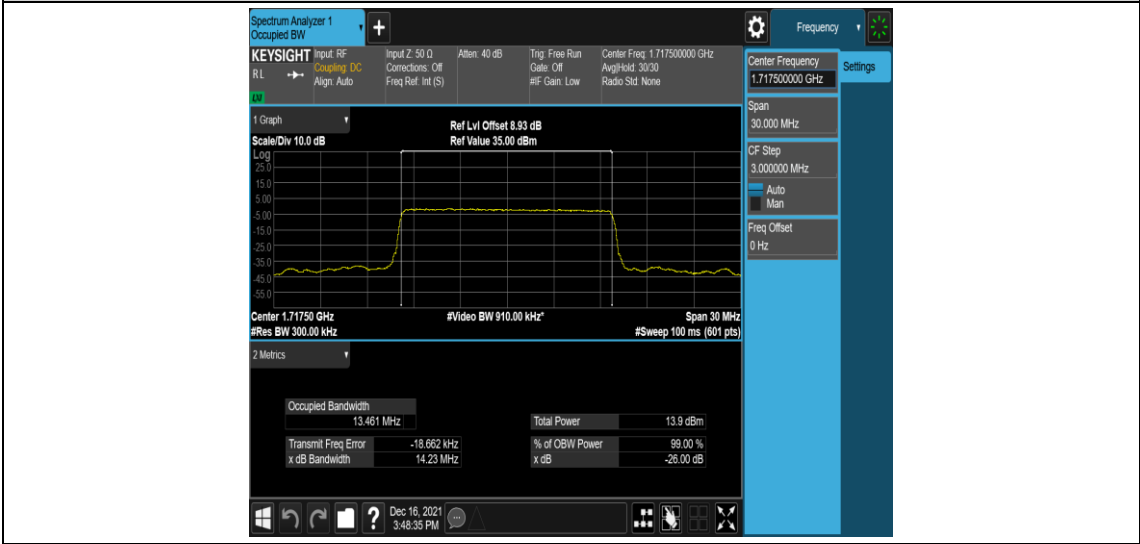 Spectrum Analyzer 1
Occupied BW
+
Frequency
KEYSIGHT
RL
LXI
Input: RF
Coupling: DC
Align: Auto
Input Z: 50 Ω
Corrections: Off
Freq Ref: Int (S)
Atten: 40 dB
Trig: Free Run
Gate: Off
#IF Gain: Low
Center Freq: 1.717500000 GHz
Avg|Hold: 30/30
Radio Std: None
Center Frequency
1.717500000 GHz
Settings
Span
30.000 MHz
CF Step
3.000000 MHz
Auto
Man
Freq Offset
0 Hz
1 Graph
Scale/Div 10.0 dB
Ref Lvl Offset 8.93 dB
Ref Value 35.00 dBm
Log
25.0
15.0
5.00
-5.00
-15.0
-25.0
-35.0
-45.0
-55.0
Center 1.71750 GHz
#Video BW 910.00 kHz*
Span 30 MHz
#Res BW 300.00 kHz
#Sweep 100 ms (601 pts)
2 Metrics
Occupied Bandwidth
13.461 MHz
Total Power 13.9 dBm
Transmit Freq Error -18.662 kHz
% of OBW Power 99.00 %
x dB Bandwidth 14.23 MHz
x dB -26.00 dB
?
Dec 16, 2021
3:48:35 PM